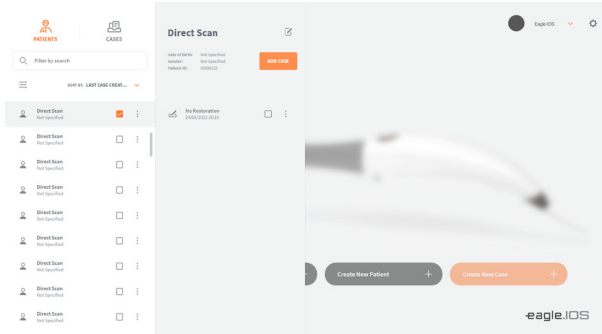 PATIENTS
CASES
Filter by search
SORT BY: LAST CASE CREAT...
Direct Scan
Not Specified
Direct Scan
Not Specified
Direct Scan
Not Specified
Direct Scan
Not Specified
Direct Scan
Not Specified
Direct Scan
Not Specified
Direct Scan
Not Specified
Direct Scan
Not Specified
Direct Scan
Not Specified
Direct Scan
Date of Birth: Not Specified
Gender: Not Specified
Patient ID:
ADD CASE
No Restoration
Eagle IOS
Create New Patient
Create New Case
eagle.IOS